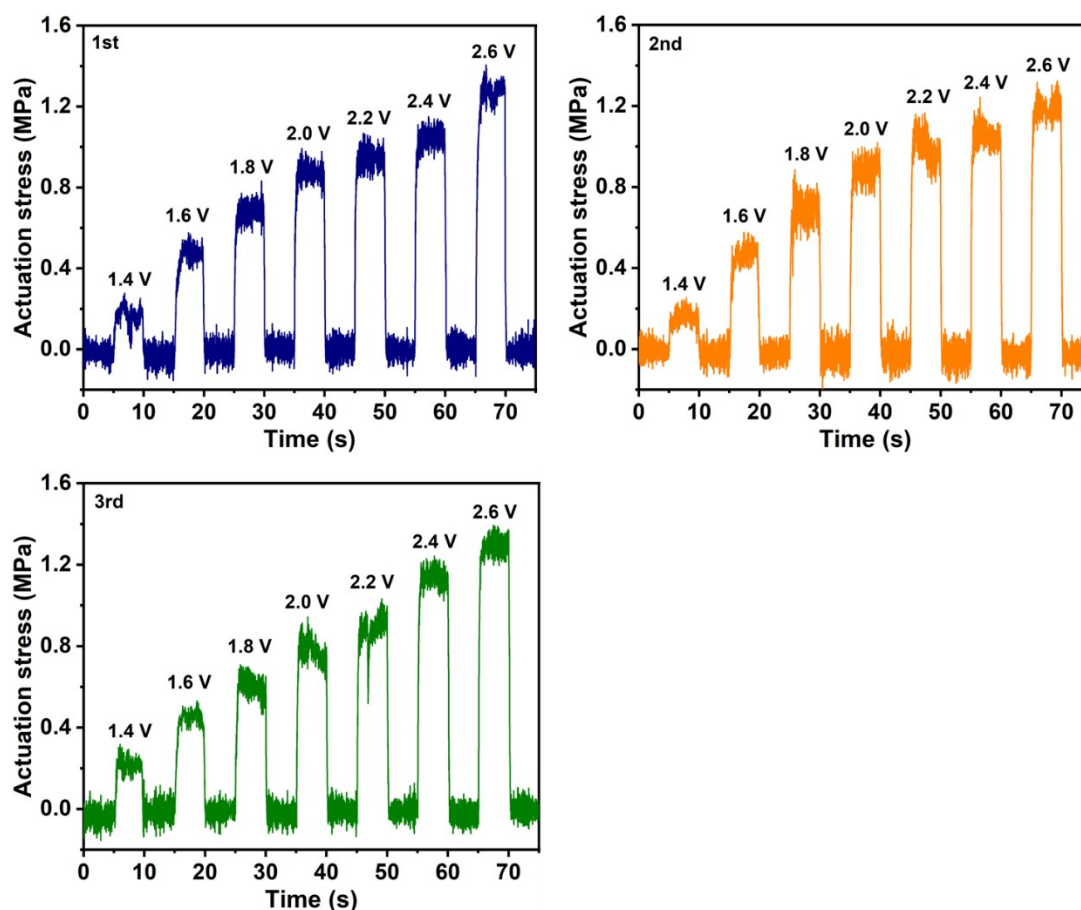 1st
1.4 V
1.6 V
1.8 V
2.0 V
2.2 V
2.4 V
2.6 V
Actuation stress (MPa)
1.6
1.2
0.8
0.4
0.0
0 10 20 30 40 50 60 70
Time (s)
2nd
1.4 V
1.6 V
1.8 V
2.0 V
2.2 V
2.4 V
2.6 V
Actuation stress (MPa)
1.6
1.2
0.8
0.4
0.0
0 10 20 30 40 50 60 70
Time (s)
3rd
1.4 V
1.6 V
1.8 V
2.0 V
2.2 V
2.4 V
2.6 V
Actuation stress (MPa)
1.6
1.2
0.8
0.4
0.0
0 10 20 30 40 50 60 70
Time (s)